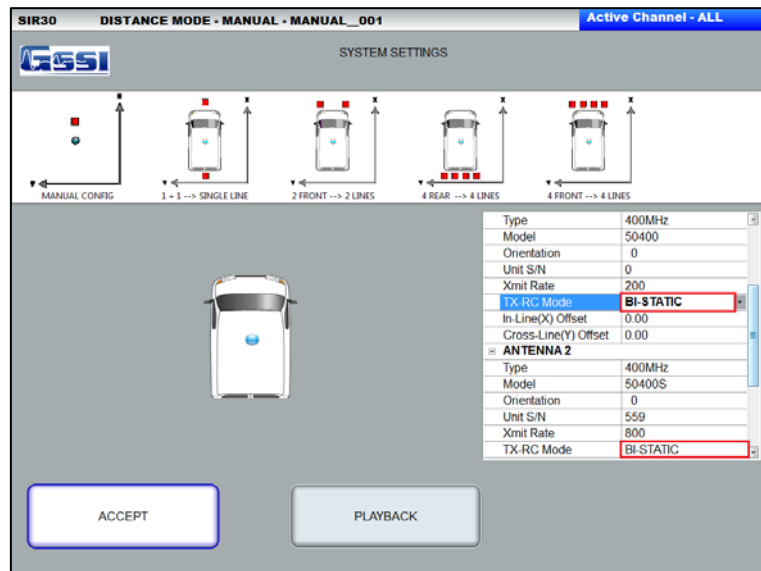 SIR30 DISTANCE MODE - MANUAL - MANUAL__001 Active Channel - ALL
GSSI
SYSTEM SETTINGS
X X X X X
Y Y Y Y Y
MANUAL CONFIG 1 + 1 --> SINGLE LINE 2 FRONT --> 2 LINES 4 REAR --> 4 LINES 4 FRONT --> 4 LINES
Type 400MHz
Model 50400
Orientation 0
Unit S/N 0
Xmit Rate 200
TX-RC Mode BI-STATIC
In-Line(X) Offset 0.00
Cross-Line(Y) Offset 0.00
ANTENNA 2
Type 400MHz
Model 50400S
Orientation 0
Unit S/N 559
Xmit Rate 800
TX-RC Mode BI-STATIC
ACCEPT PLAYBACK